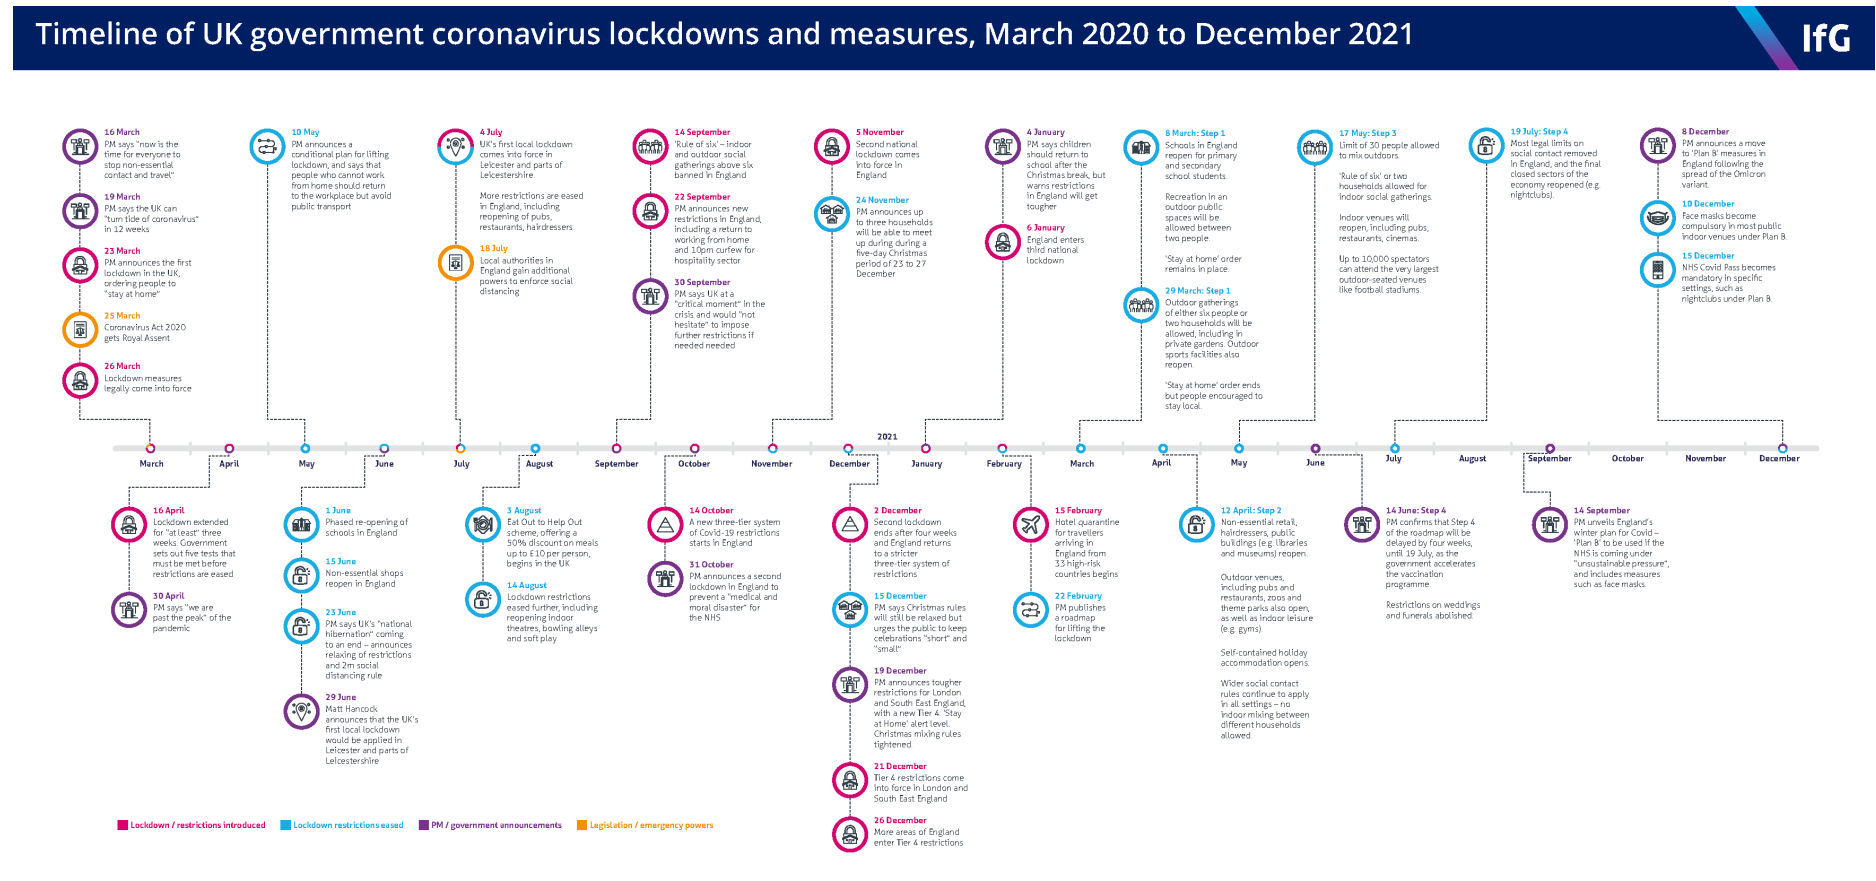 Timeline of UK government coronavirus lockdowns and measures, March 2020 to December 2021
IfG
16 March
PM says "now is the
time for everyone to
stop non-essential
contact and travel"
19 March
PM says the UK can
"turn tide of coronavirus"
in 12 weeks
23 March
PM announces the first
lockdown in the UK,
ordering people to
"stay at home"
25 March
Coronavirus Act 2020
gets Royal Assent
26 March
Lockdown measures
legally come into force
10 May
PM announces a
conditional plan for lifting
lockdown, and says that
people who cannot work
from home should return
to the workplace but avoid
public transport
4 July
UK's first local lockdown
comes into force in
Leicester and parts of
Leicestershire.
More restrictions are eased
in England, including
reopening of pubs,
restaurants, hairdressers.
18 July
Local authorities in
England gain additional
powers to enforce social
distancing
14 September
'Rule of six' – indoor
and outdoor social
gatherings above six
banned in England
22 September
PM announces new
restrictions in England,
including a return to
working from home
and 10pm curfew for
hospitality sector
30 September
PM says UK at a
"critical moment" in the
crisis and would "not
hesitate" to impose
further restrictions if
needed needed
5 November
Second national
lockdown comes
into force in
England
24 November
PM announces up
to three households
will be able to meet
up during during a
five-day Christmas
period of 23 to 27
December
4 January
PM says children
should return to
school after the
Christmas break, but
warns restrictions
in England will get
tougher
6 January
England enters
third national
lockdown
8 March: Step 1
Schools in England
reopen for primary
and secondary
school students.
Recreation in an
outdoor public
spaces will be
allowed between
two people.
'Stay at home' order
remains in place.
29 March: Step 1
Outdoor gatherings
of either six people or
two households will be
allowed, including in
private gardens. Outdoor
sports facilities also
reopen.
'Stay at home' order ends
but people encouraged to
stay local.
17 May: Step 3
Limit of 30 people allowed
to mix outdoors.
'Rule of six' or two
households allowed for
indoor social gatherings.
Indoor venues will
reopen, including pubs,
restaurants, cinemas.
Up to 10,000 spectators
can attend the very largest
outdoor-seated venues
like football stadiums.
19 July: Step 4
Most legal limits on
social contact removed
in England, and the final
closed sectors of the
economy reopened (e.g.
nightclubs).
8 December
PM announces a move
to 'Plan B' measures in
England following the
spread of the Omicron
variant.
10 December
Face masks become
compulsory in most public
indoor venues under Plan B.
15 December
NHS Covid Pass becomes
mandatory in specific
settings, such as
nightclubs under Plan B.
2021
March April May June July August September October November December January February March April May June July August September October November December
16 April
Lockdown extended
for "at least" three
weeks. Government
sets out five tests that
must be met before
restrictions are eased
30 April
PM says "we are
past the peak" of the
pandemic
1 June
Phased re-opening of
schools in England
15 June
Non-essential shops
reopen in England
23 June
PM says UK's "national
hibernation" coming
to an end – announces
relaxing of restrictions
and 2m social
distancing rule
29 June
Matt Hancock
announces that the UK's
first local lockdown
would be applied in
Leicester and parts of
Leicestershire
3 August
Eat Out to Help Out
scheme, offering a
50% discount on meals
up to £10 per person,
begins in the UK
14 August
Lockdown restrictions
eased further, including
reopening indoor
theatres, bowling alleys
and soft play
14 October
A new three-tier system
of Covid-19 restrictions
starts in England
31 October
PM announces a second
lockdown in England to
prevent a "medical and
moral disaster" for
the NHS
2 December
Second lockdown
ends after four weeks
and England returns
to a stricter
three-tier system of
restrictions
15 December
PM says Christmas rules
will still be relaxed but
urges the public to keep
celebrations "short" and
"small"
19 December
PM announces tougher
restrictions for London
and South East England,
with a new Tier 4: 'Stay
at Home' alert level.
Christmas mixing rules
tightened.
21 December
Tier 4 restrictions come
into force in London and
South East England
26 December
More areas of England
enter Tier 4 restrictions
15 February
Hotel quarantine
for travellers
arriving in
England from
33 high-risk
countries begins
22 February
PM publishes
a roadmap
for lifting the
lockdown
12 April: Step 2
Non-essential retail,
hairdressers, public
buildings (e.g. libraries
and museums) reopen.
Outdoor venues,
including pubs and
restaurants, zoos and
theme parks also open,
as well as indoor leisure
(e.g. gyms).
Self-contained holiday
accommodation opens.
Wider social contact
rules continue to apply
in all settings – no
indoor mixing between
different households
allowed.
14 June: Step 4
PM confirms that Step 4
of the roadmap will be
delayed by four weeks,
until 19 July, as the
government accelerates
the vaccination
programme.
Restrictions on weddings
and funerals abolished.
14 September
PM unveils England's
winter plan for Covid –
'Plan B' to be used if the
NHS is coming under
"unsustainable pressure",
and includes measures
such as face masks.
Lockdown / restrictions introduced
Lockdown restrictions eased
PM / government announcements
Legislation / emergency powers